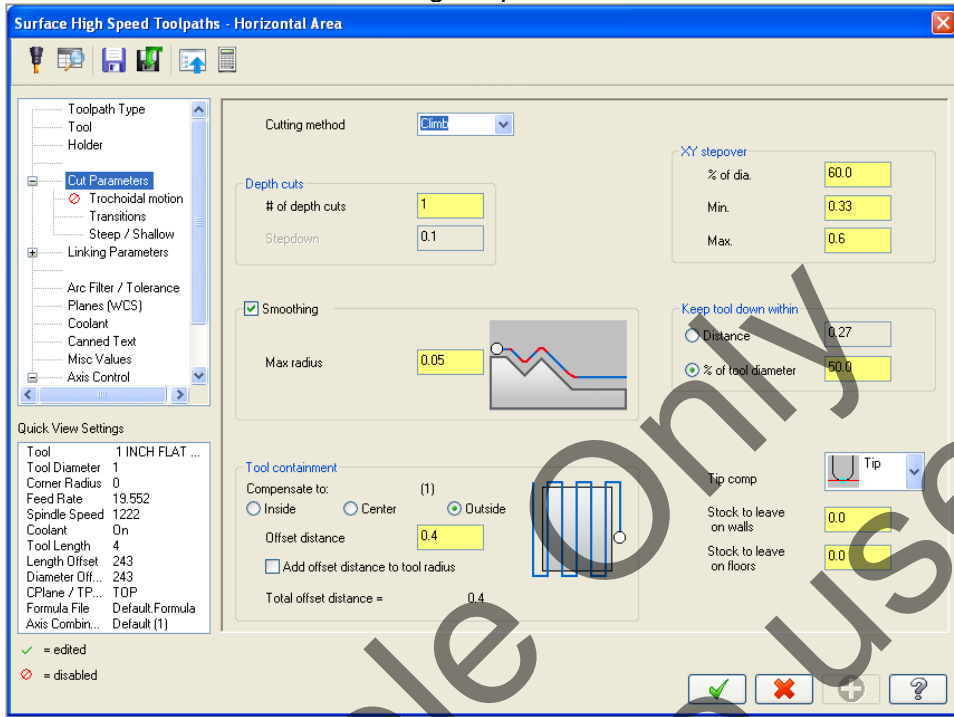 Surface High Speed Toolpaths - Horizontal Area
Toolpath Type
Tool
Holder
Cut Parameters
Trochoidal motion
Transitions
Steep / Shallow
Linking Parameters
Arc Filter / Tolerance
Planes (WCS)
Coolant
Canned Text
Misc Values
Axis Control
Quick View Settings
Tool 1 INCH FLAT ...
Tool Diameter 1
Corner Radius 0
Feed Rate 19.552
Spindle Speed 1222
Coolant On
Tool Length 4
Length Offset 243
Diameter Off... 243
CPlane / TP... TOP
Formula File Default.Formula
Axis Combin... Default (1)
= edited
= disabled
Cutting method Climb
Depth cuts
# of depth cuts 1
Stepdown 0.1
Smoothing
Max radius 0.05
Tool containment
Compensate to: (1)
Inside Center Outside
Offset distance 0.4
Add offset distance to tool radius
Total offset distance = 0.4
XY stepover
% of dia. 60.0
Min. 0.33
Max. 0.6
Keep tool down within
Distance 0.27
% of tool diameter 50.0
Tip comp Tip
Stock to leave
on walls 0.0
Stock to leave
on floors 0.0
Only